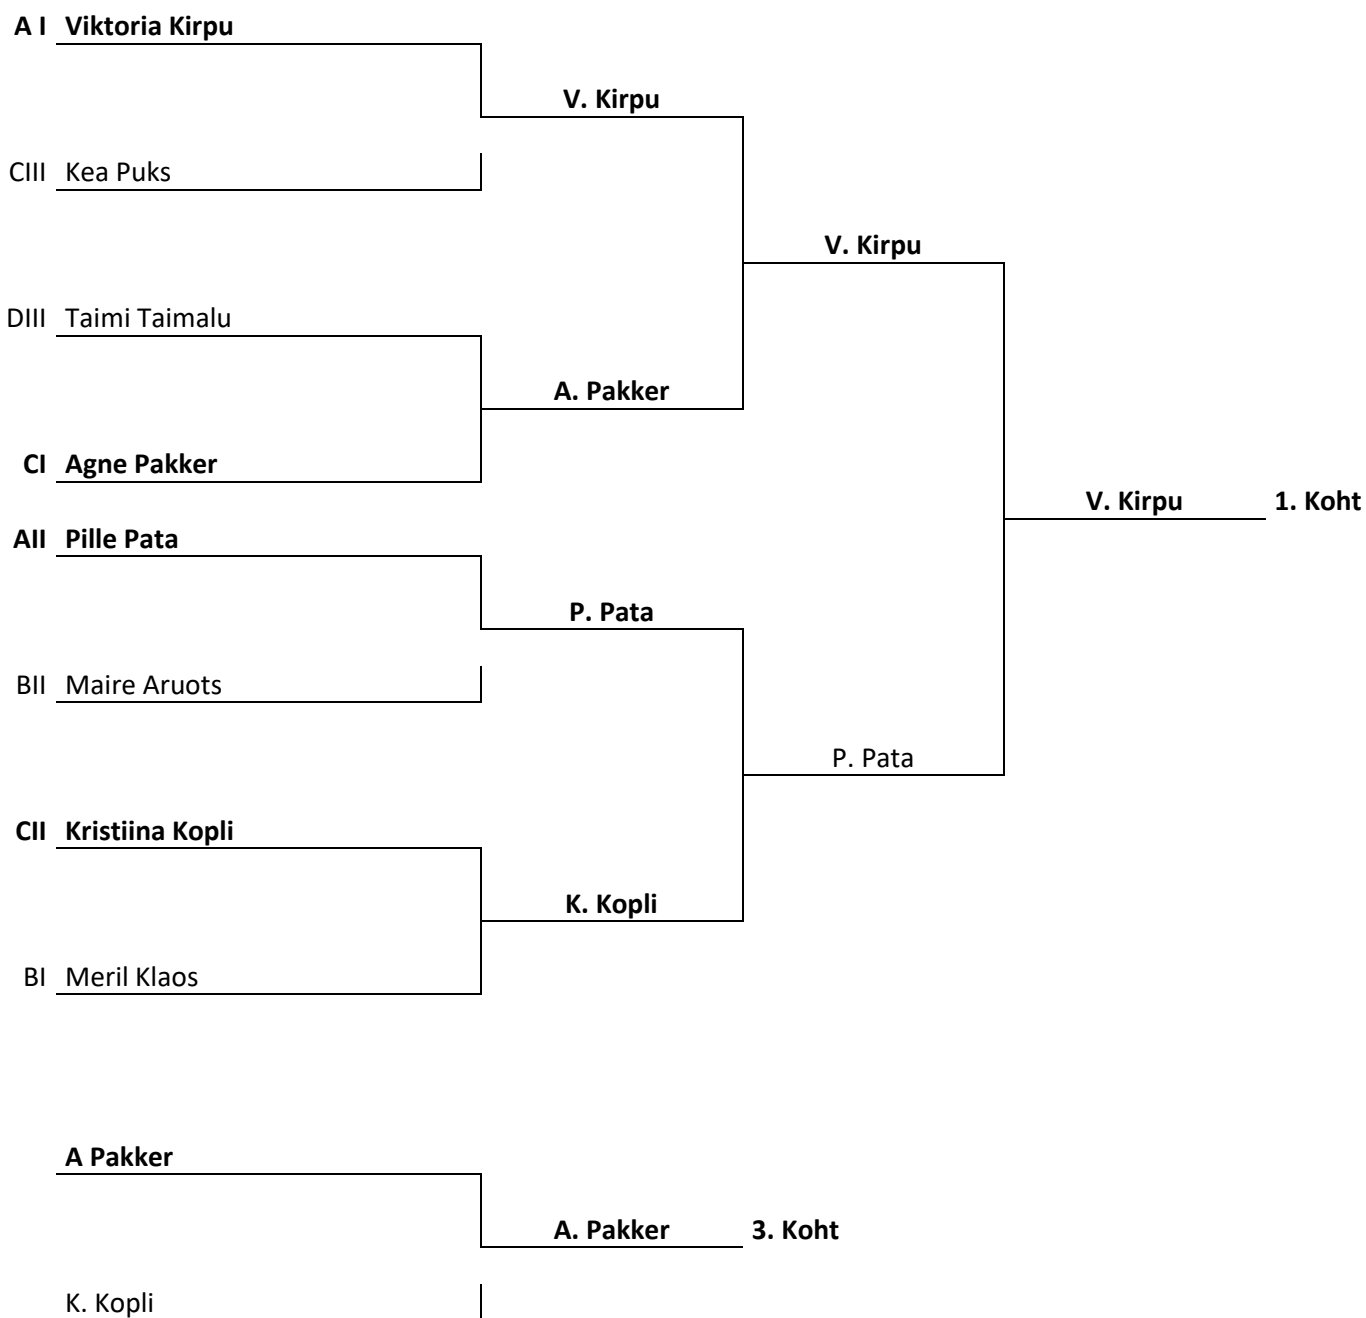 A I Viktoria Kirpu
V. Kirpu
CIII Kea Puks
V. Kirpu
DIII Taimi Taimalu
A. Pakker
CI Agne Pakker
V. Kirpu 1. Koht
AII Pille Pata
P. Pata
BII Maire Aruots
P. Pata
CII Kristiina Kopli
K. Kopli
BI Meril Klaos
A Pakker
A. Pakker 3. Koht
K. Kopli